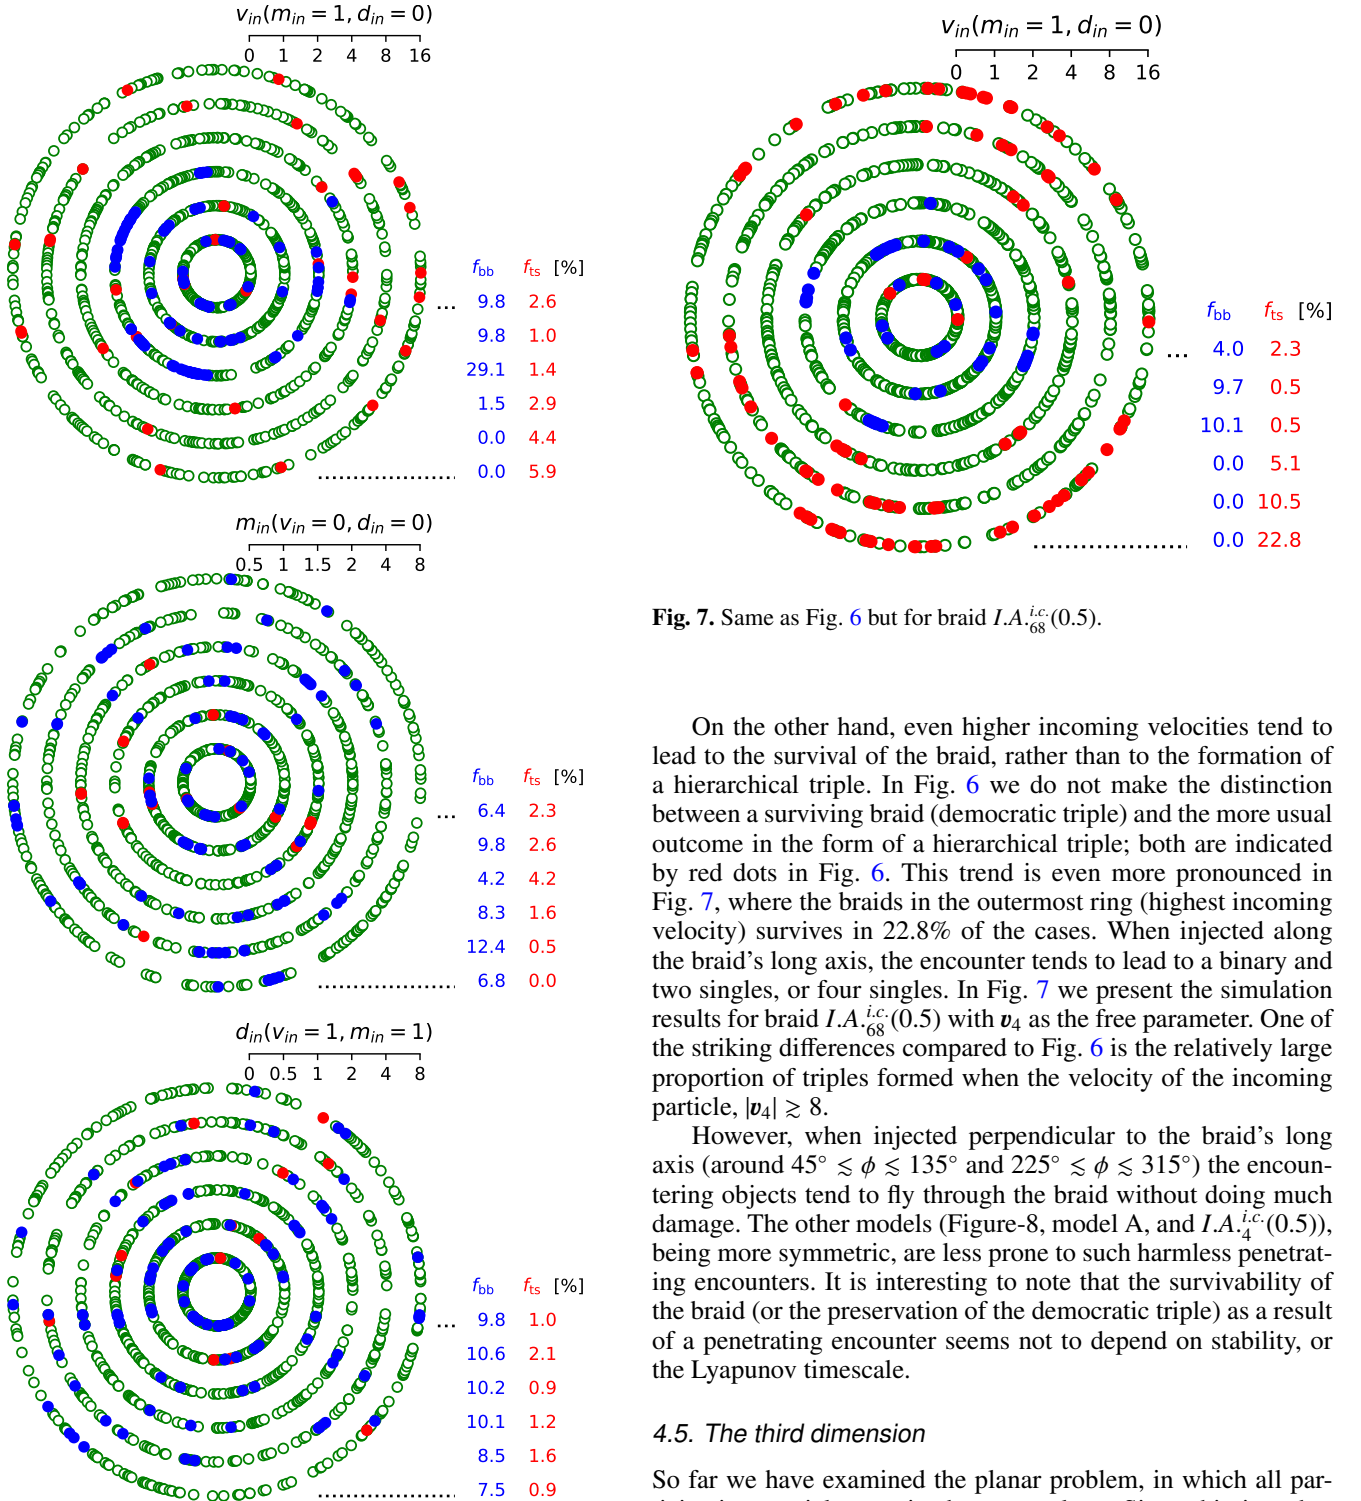 v_in(m_in = 1, d_in = 0)
0 1 2 4 8 16
f_bb f_ts [%]
... 9.8 2.6
9.8 1.0
29.1 1.4
1.5 2.9
0.0 4.4
0.0 5.9
m_in(v_in = 0, d_in = 0)
0.5 1 1.5 2 4 8
f_bb f_ts [%]
... 6.4 2.3
9.8 2.6
4.2 4.2
8.3 1.6
12.4 0.5
6.8 0.0
d_in(v_in = 1, m_in = 1)
0 0.5 1 2 4 8
f_bb f_ts [%]
... 9.8 1.0
10.6 2.1
10.2 0.9
10.1 1.2
8.5 1.6
7.5 0.9
v_in(m_in = 1, d_in = 0)
0 1 2 4 8 16
f_bb f_ts [%]
... 4.0 2.3
9.7 0.5
10.1 0.5
0.0 5.1
0.0 10.5
0.0 22.8
Fig. 7. Same as Fig. 6 but for braid I.A.^{i.c.}_{68}(0.5).
On the other hand, even higher incoming velocities tend to
lead to the survival of the braid, rather than to the formation of
a hierarchical triple. In Fig. 6 we do not make the distinction
between a surviving braid (democratic triple) and the more usual
outcome in the form of a hierarchical triple; both are indicated
by red dots in Fig. 6. This trend is even more pronounced in
Fig. 7, where the braids in the outermost ring (highest incoming
velocity) survives in 22.8% of the cases. When injected along
the braid's long axis, the encounter tends to lead to a binary and
two singles, or four singles. In Fig. 7 we present the simulation
results for braid I.A.^{i.c.}_{68}(0.5) with v₄ as the free parameter. One of
the striking differences compared to Fig. 6 is the relatively large
proportion of triples formed when the velocity of the incoming
particle, |v₄| ≳ 8.
However, when injected perpendicular to the braid's long
axis (around 45° ≲ ϕ ≲ 135° and 225° ≲ ϕ ≲ 315°) the encoun-
tering objects tend to fly through the braid without doing much
damage. The other models (Figure-8, model A, and I.A.^{i.c.}_{4}(0.5)),
being more symmetric, are less prone to such harmless penetrat-
ing encounters. It is interesting to note that the survivability of
the braid (or the preservation of the democratic triple) as a result
of a penetrating encounter seems not to depend on stability, or
the Lyapunov timescale.
4.5. The third dimension
So far we have examined the planar problem, in which all par-